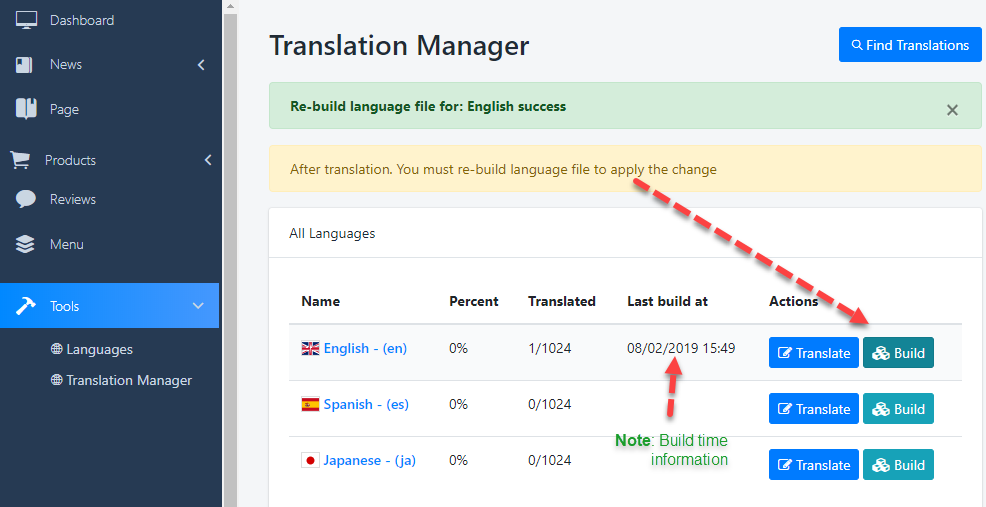 Dashboard
News
Page
Products
Reviews
Menu
Tools
Languages
Translation Manager
Translation Manager
Find Translations
Re-build language file for: English success
×
After translation. You must re-build language file to apply the change
All Languages
Name Percent Translated Last build at Actions
English - (en) 0% 1/1024 08/02/2019 15:49 Translate Build
Spanish - (es) 0% 0/1024 Translate Build
Note: Build time
information
Japanese - (ja) 0% 0/1024 Translate Build